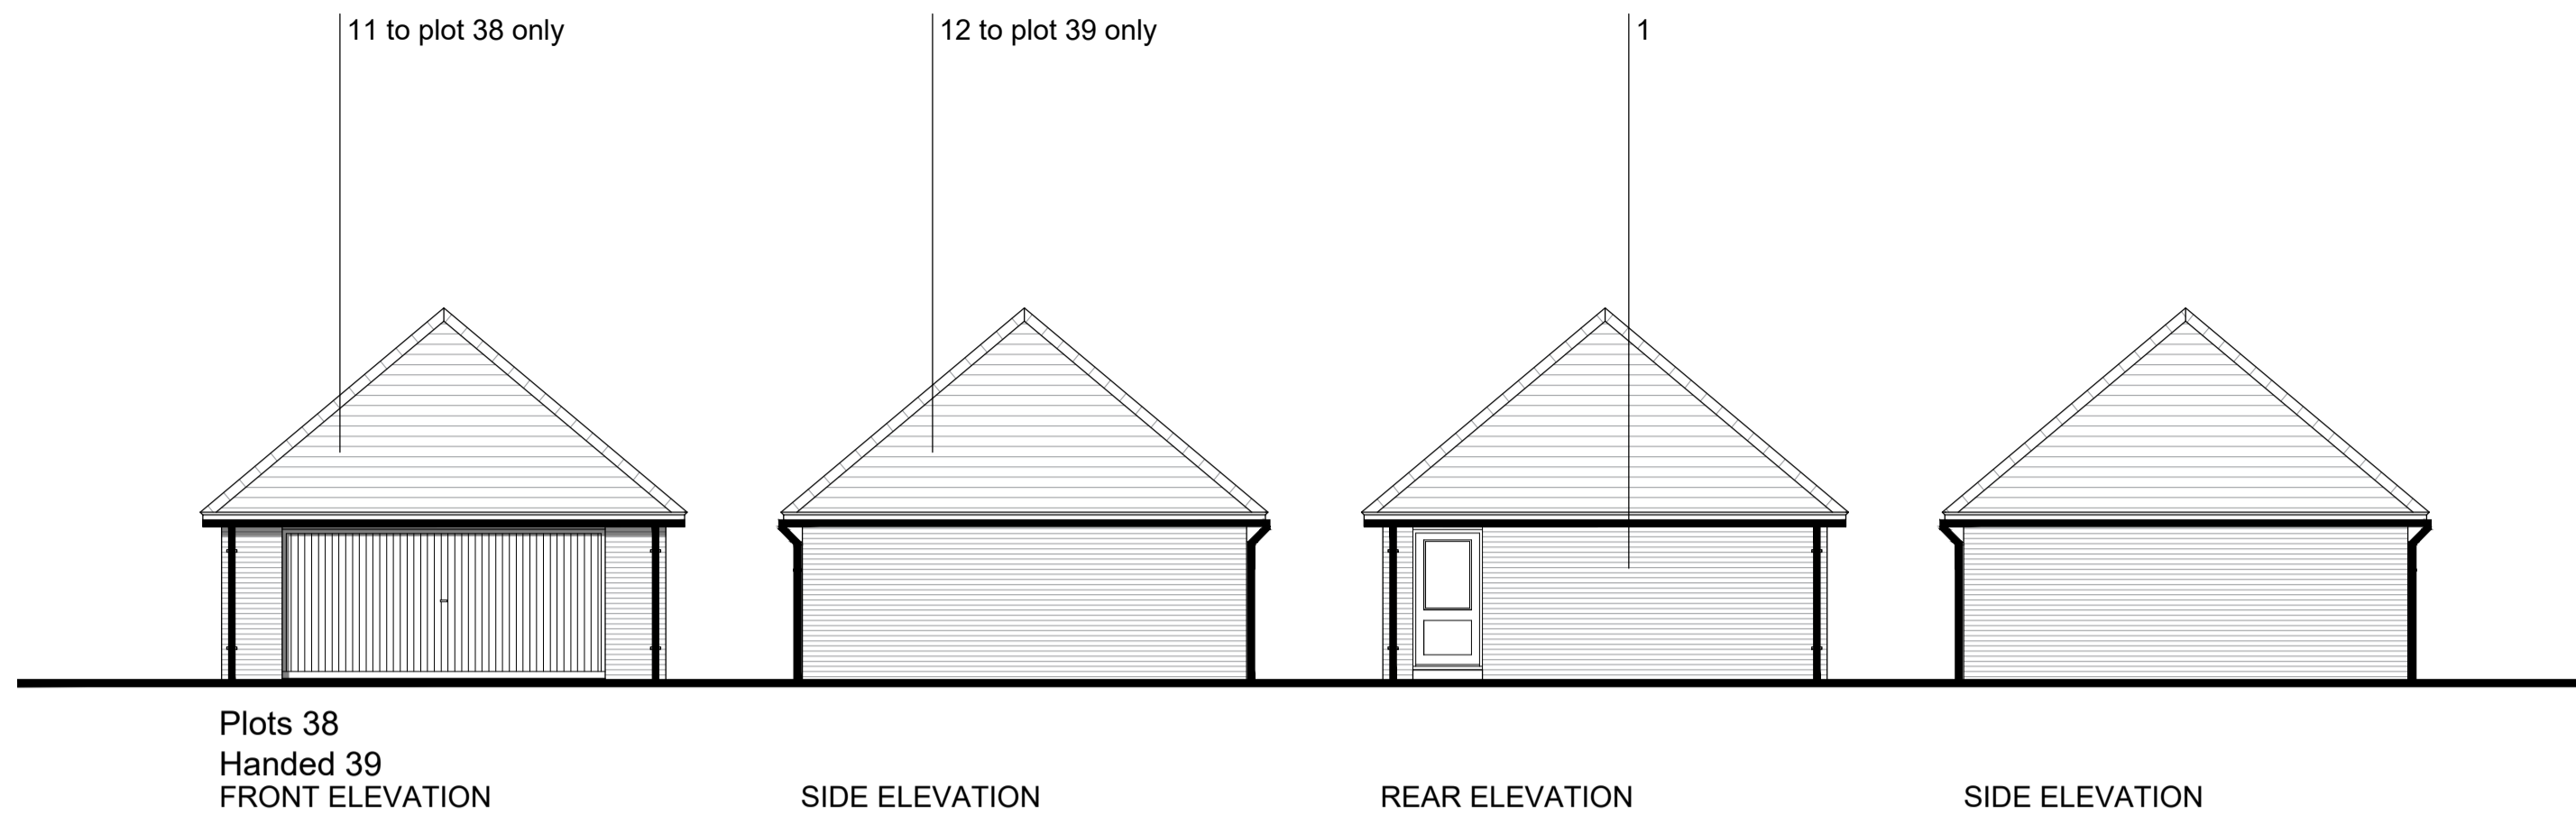 11 to plot 38 only
12 to plot 39 only
1
Plots 38
Handed 39
FRONT ELEVATION
SIDE ELEVATION
REAR ELEVATION
SIDE ELEVATION